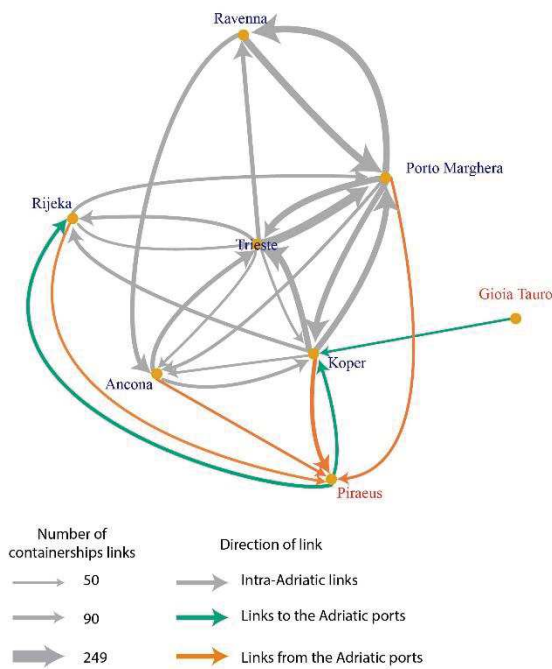 Ravenna
Porto Marghera
Rijeka
Trieste
Gioia Tauro
Koper
Ancona
Piraeus
Number of
containerships links
Direction of link
50
Intra-Adriatic links
90
Links to the Adriatic ports
249
Links from the Adriatic ports